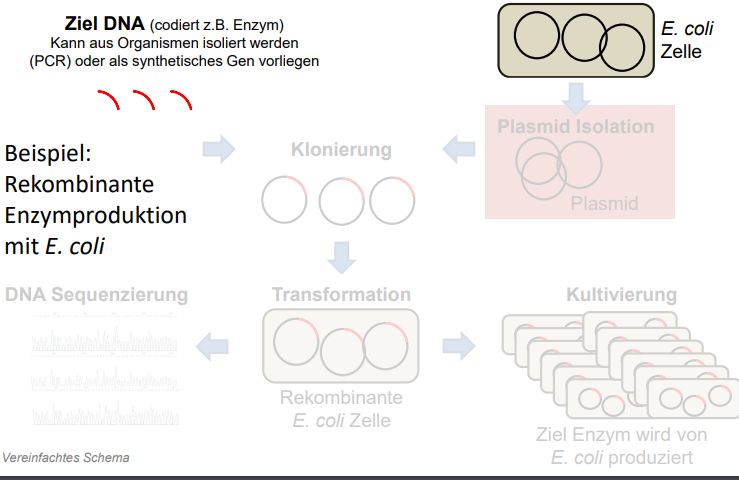 Ziel DNA (codiert z.B. Enzym)
Kann aus Organismen isoliert werden
(PCR) oder als synthetisches Gen vorliegen
E. coli
Zelle
Plasmid Isolation
Plasmid
Beispiel:
Rekombinante
Enzymproduktion
mit E. coli
Klonierung
DNA Sequenzierung
Transformation
Kultivierung
Rekombinante
E. coli Zelle
Ziel Enzym wird von
E. coli produziert
Vereinfachtes Schema